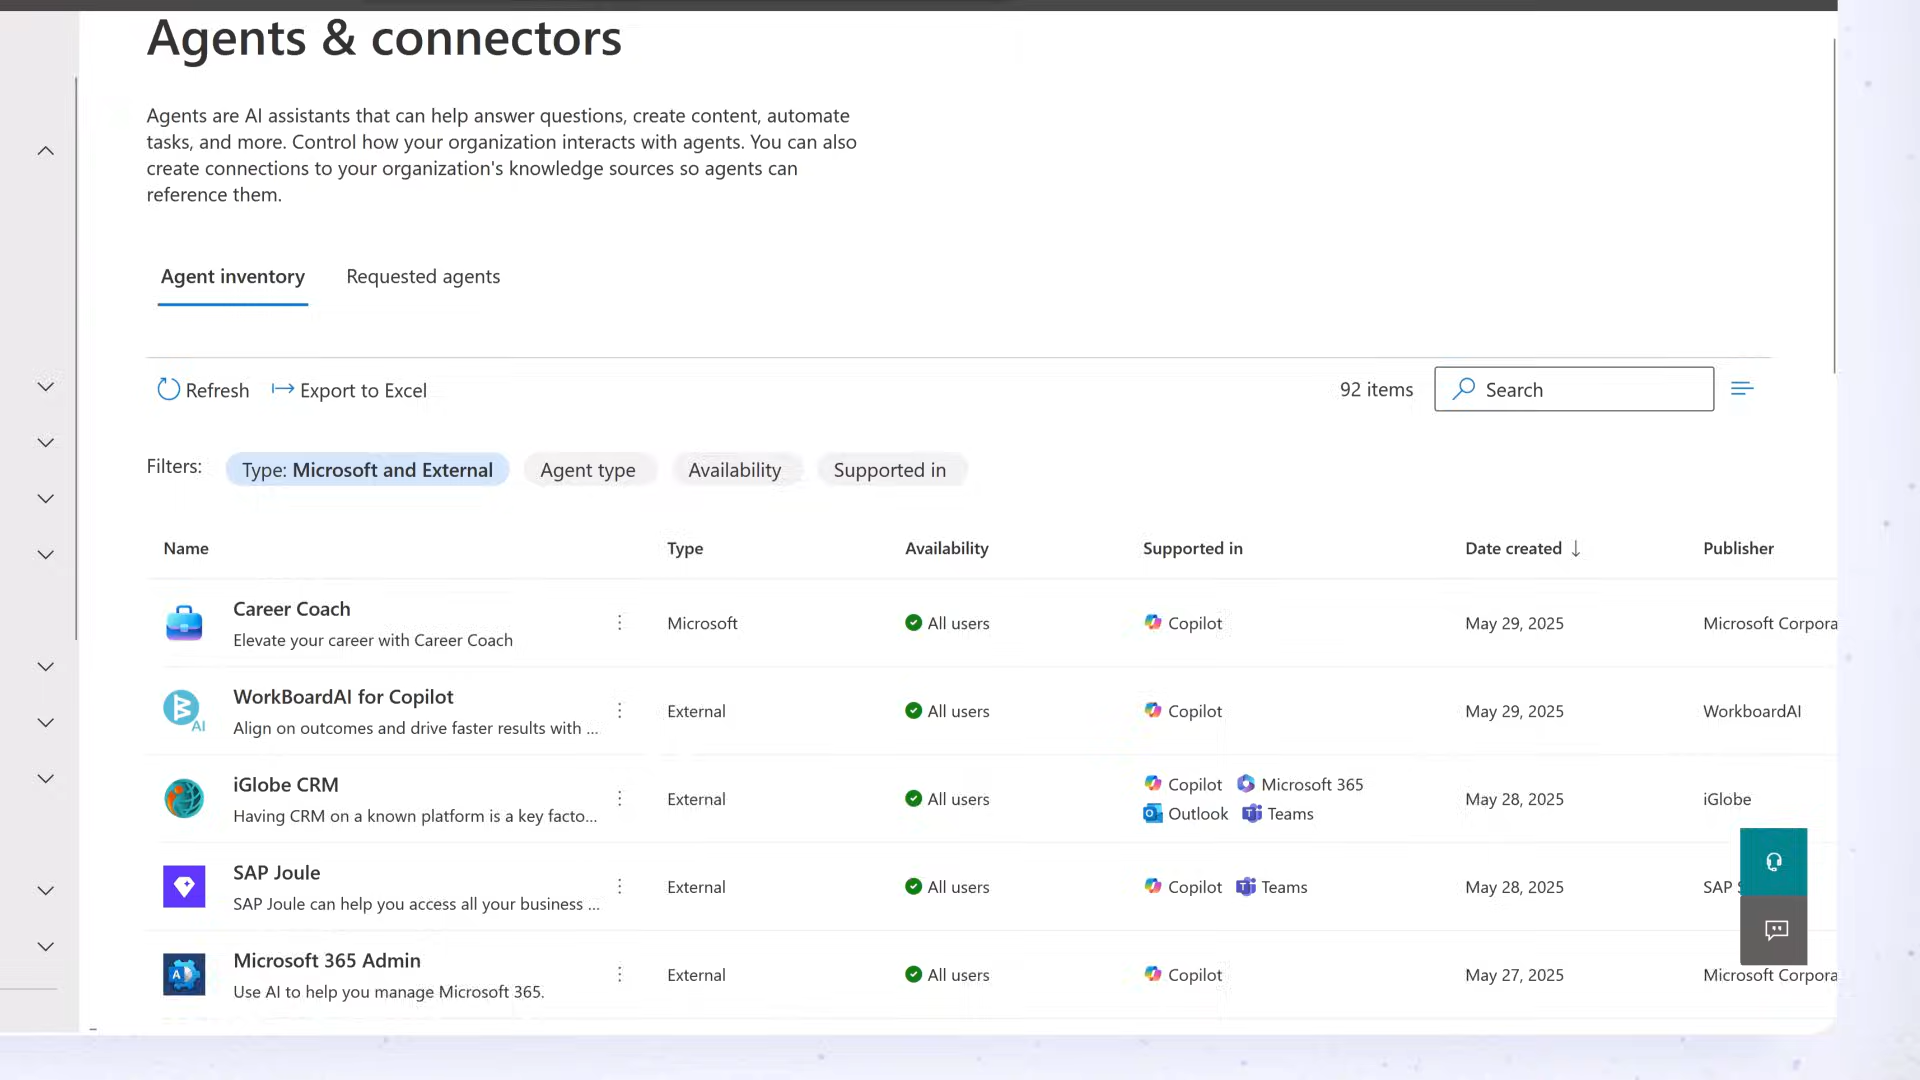 Agents & connectors
Agents are AI assistants that can help answer questions, create content, automate
tasks, and more. Control how your organization interacts with agents. You can also
create connections to your organization's knowledge sources so agents can
reference them.
Agent inventory Requested agents
Refresh Export to Excel 92 items Search
Filters: Type: Microsoft and External Agent type Availability Supported in
Name Type Availability Supported in Date created ↓ Publisher
Career Coach
Elevate your career with Career Coach
Microsoft All users Copilot May 29, 2025 Microsoft Corpora
WorkBoardAI for Copilot
Align on outcomes and drive faster results with ...
External All users Copilot May 29, 2025 WorkboardAI
iGlobe CRM
Having CRM on a known platform is a key facto...
External All users Copilot Microsoft 365
Outlook Teams
May 28, 2025 iGlobe
SAP Joule
SAP Joule can help you access all your business ...
External All users Copilot Teams May 28, 2025 SAP
Microsoft 365 Admin
Use AI to help you manage Microsoft 365.
External All users Copilot May 27, 2025 Microsoft Corpora